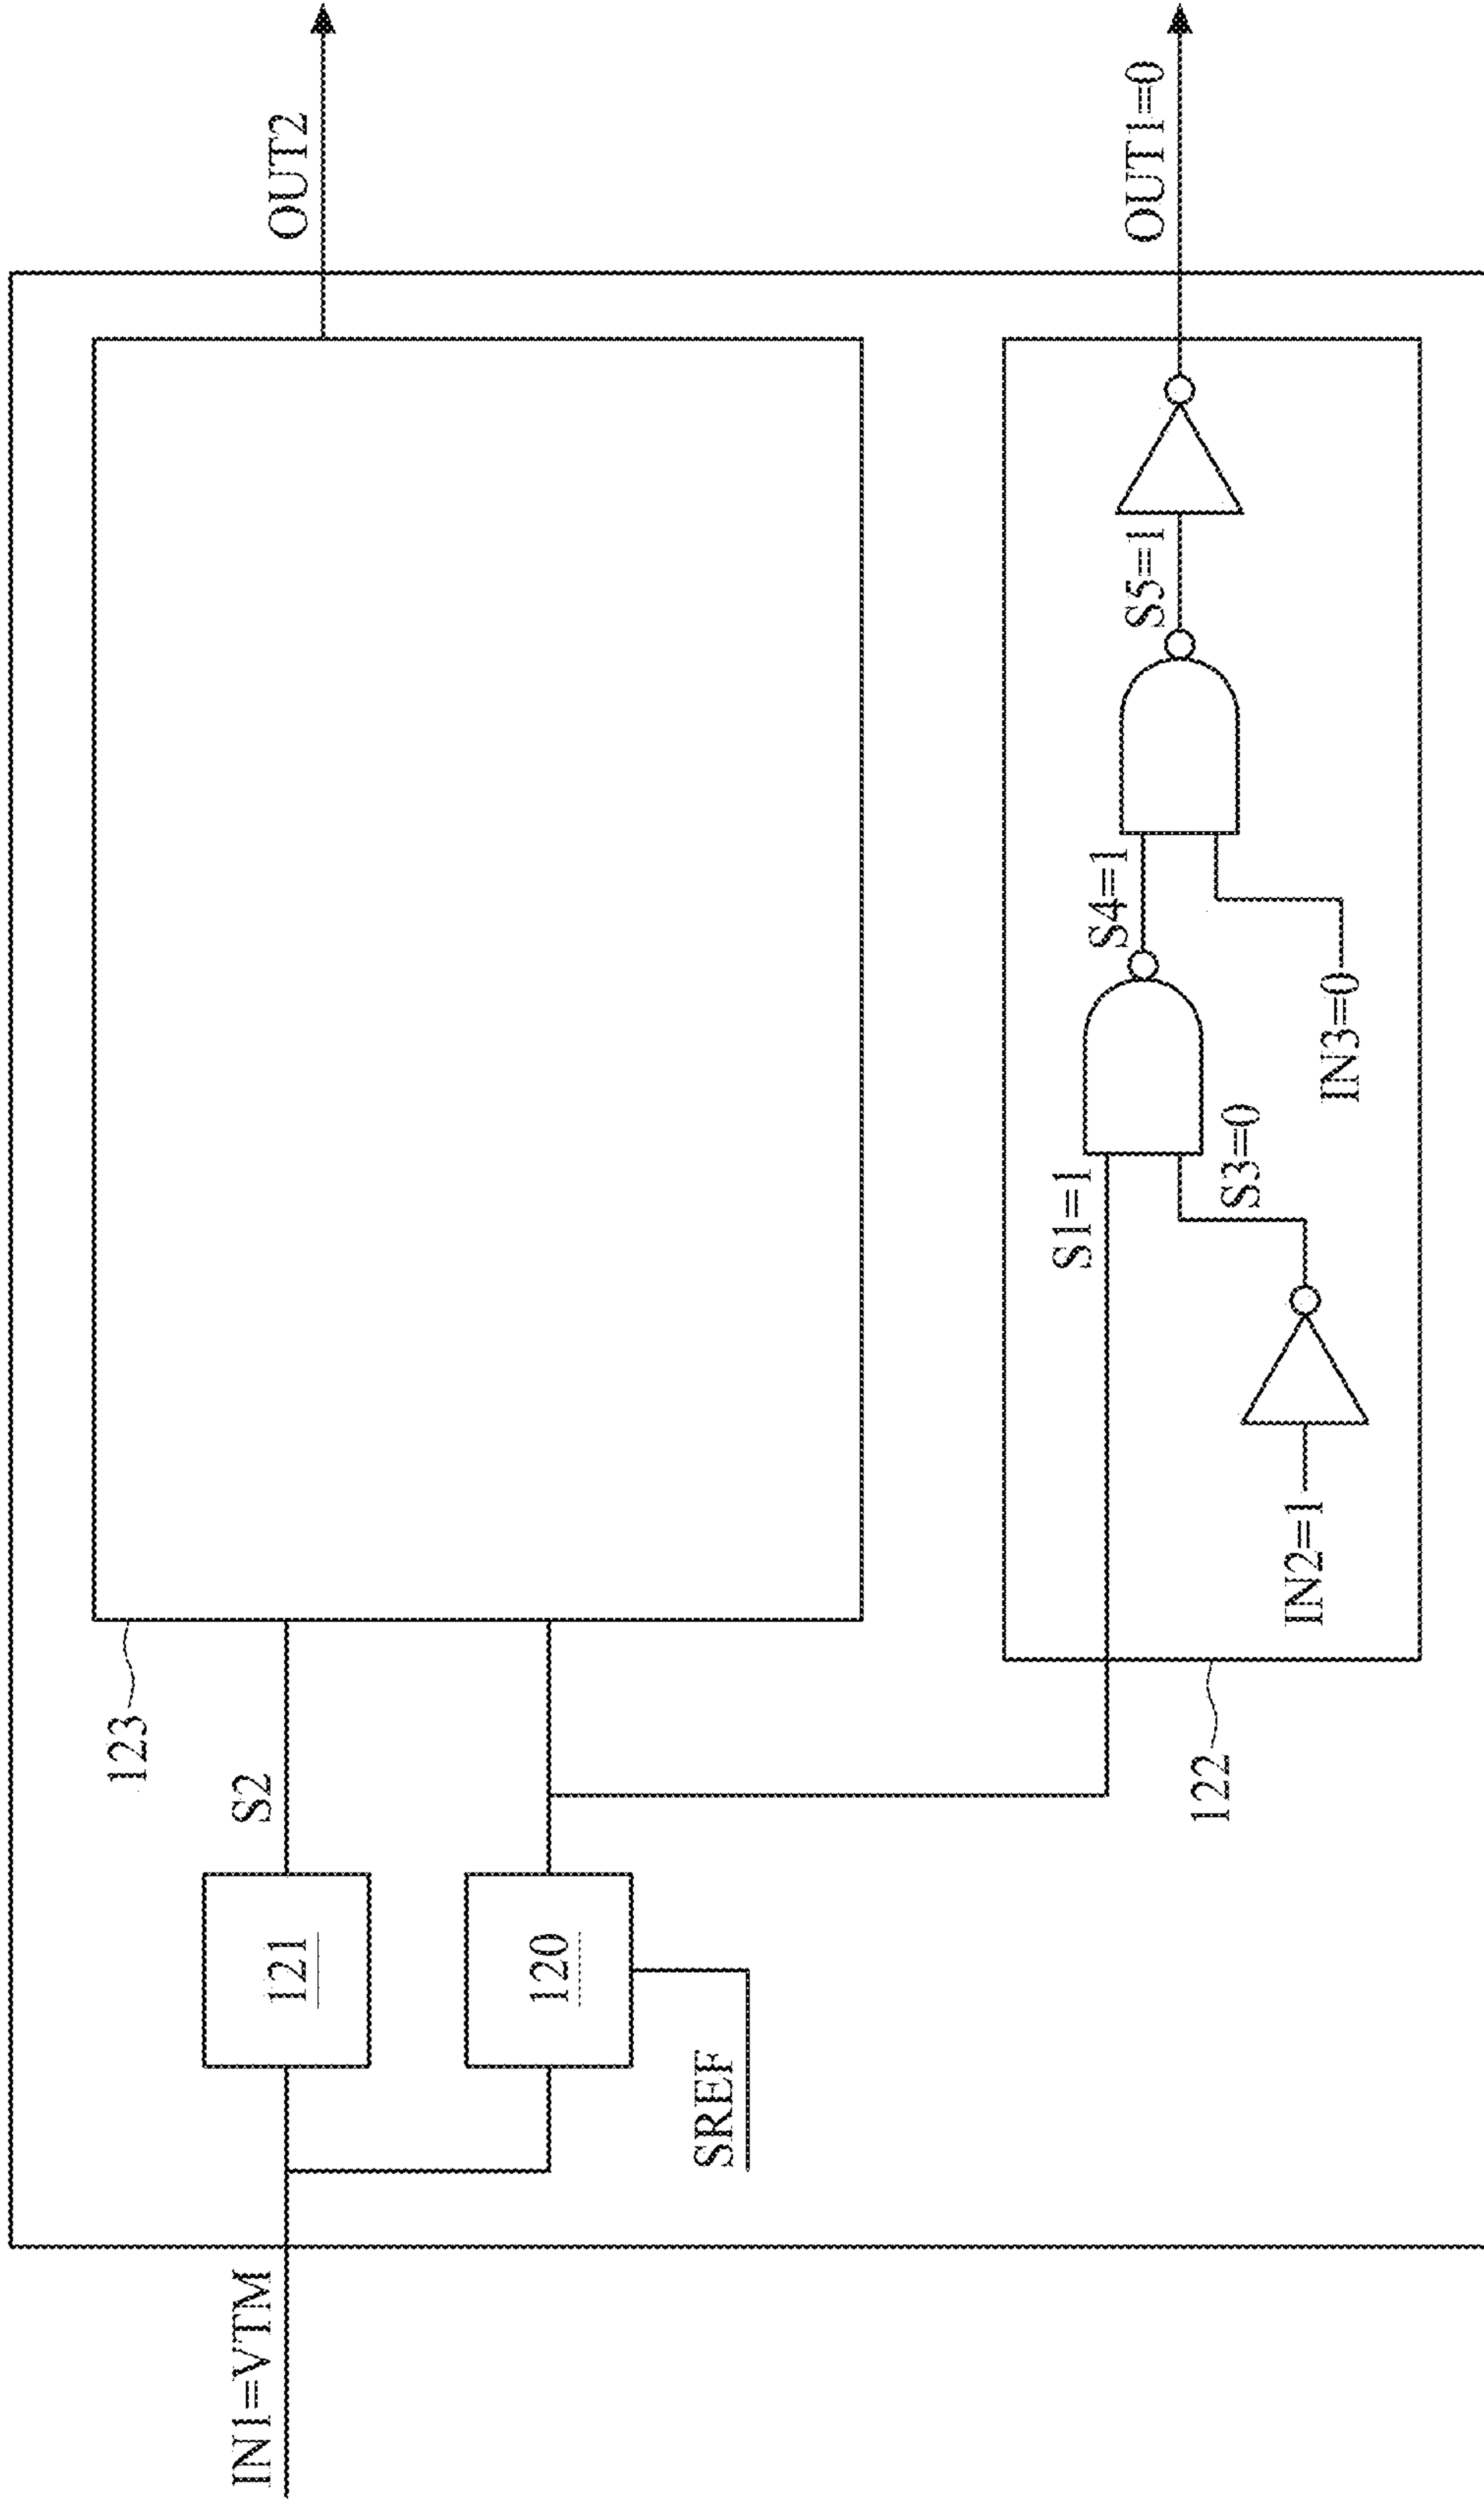 IN1=VTM
121
S2
123
OUT2
SREF
120
122
S1=1
S4=1
S5=1
OUT1=0
IN2=1
S3=0
IN3=0